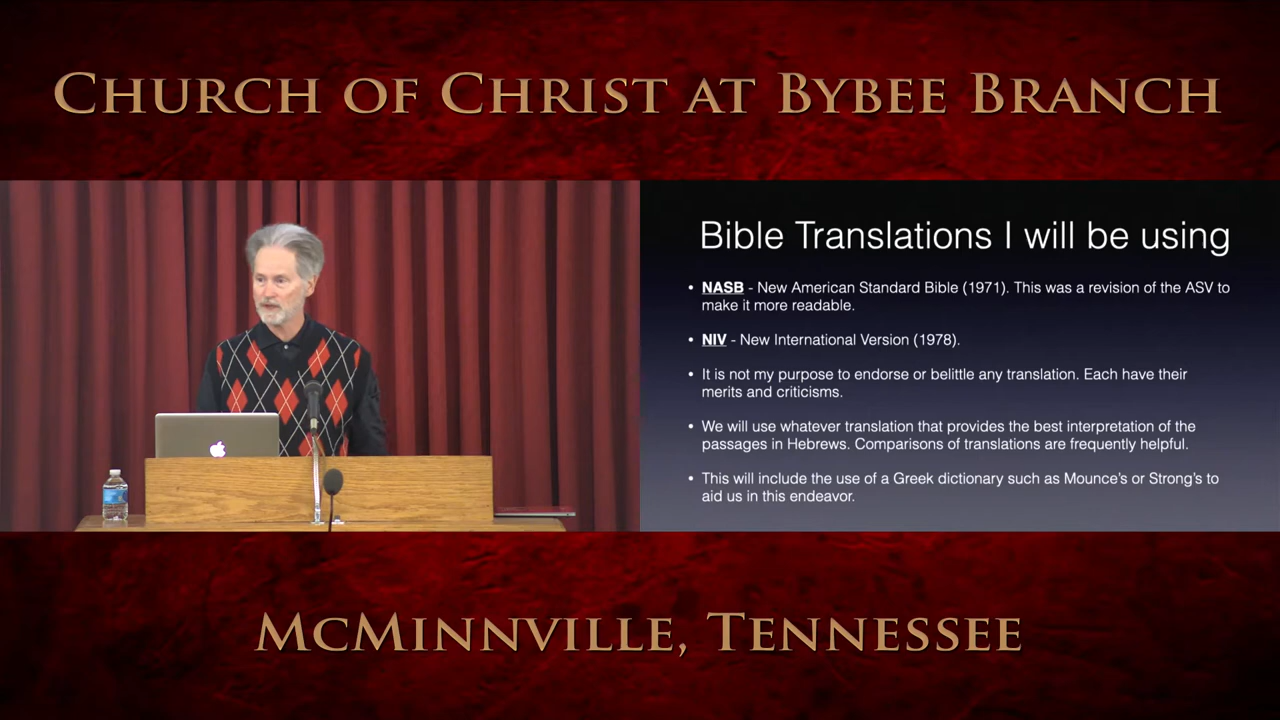 CHURCH OF CHRIST AT BYBEE BRANCH
Bible Translations I will be using
• NASB - New American Standard Bible (1971). This was a revision of the ASV to
make it more readable.
• NIV - New International Version (1978).
• It is not my purpose to endorse or belittle any translation. Each have their
merits and criticisms.
• We will use whatever translation that provides the best interpretation of the
passages in Hebrews. Comparisons of translations are frequently helpful.
• This will include the use of a Greek dictionary such as Mounce's or Strong's to
aid us in this endeavor.
MCMINNVILLE, TENNESSEE